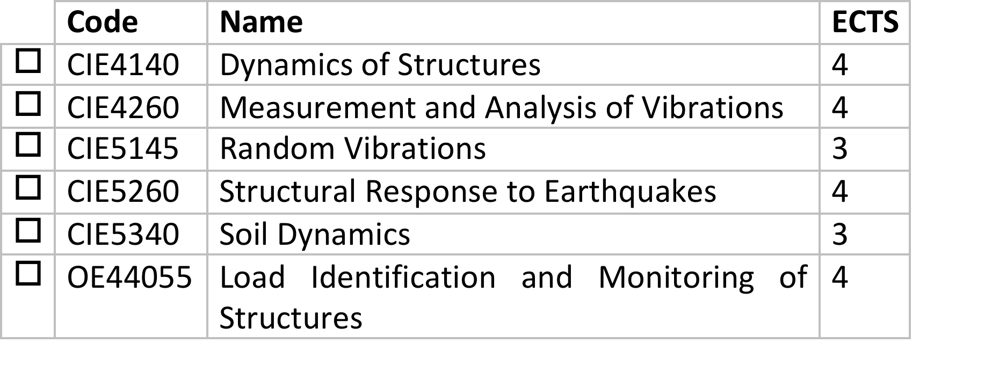 Code Name ECTS
☐ CIE4140 Dynamics of Structures 4
☐ CIE4260 Measurement and Analysis of Vibrations 4
☐ CIE5145 Random Vibrations 3
☐ CIE5260 Structural Response to Earthquakes 4
☐ CIE5340 Soil Dynamics 3
☐ OE44055 Load Identification and Monitoring of 4
Structures